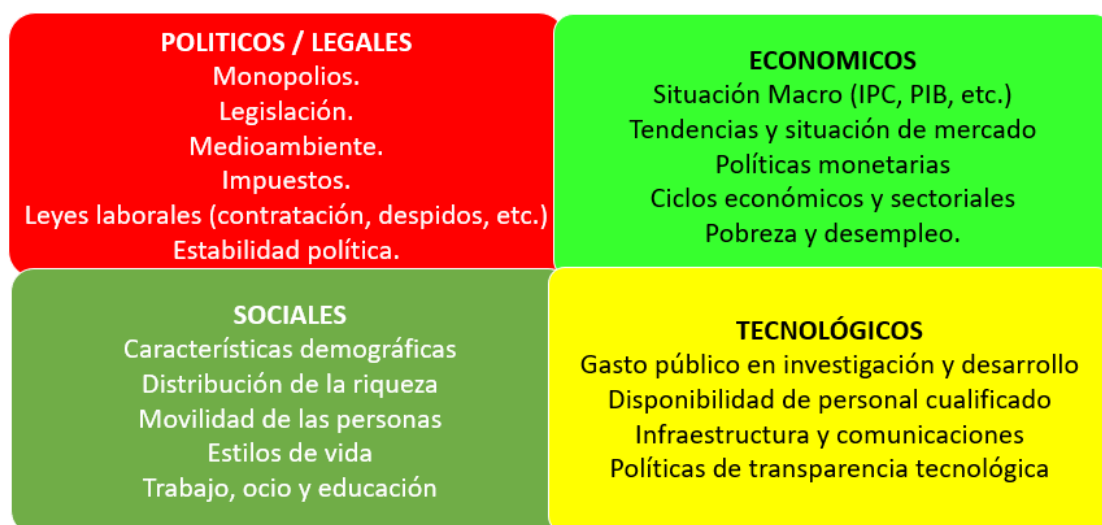 POLITICOS / LEGALES
Monopolios.
Legislación.
Medioambiente.
Impuestos.
Leyes laborales (contratación, despidos, etc.)
Estabilidad política.
ECONOMICOS
Situación Macro (IPC, PIB, etc.)
Tendencias y situación de mercado
Políticas monetarias
Ciclos económicos y sectoriales
Pobreza y desempleo.
SOCIALES
Características demográficas
Distribución de la riqueza
Movilidad de las personas
Estilos de vida
Trabajo, ocio y educación
TECNOLÓGICOS
Gasto público en investigación y desarrollo
Disponibilidad de personal cualificado
Infraestructura y comunicaciones
Políticas de transparencia tecnológica